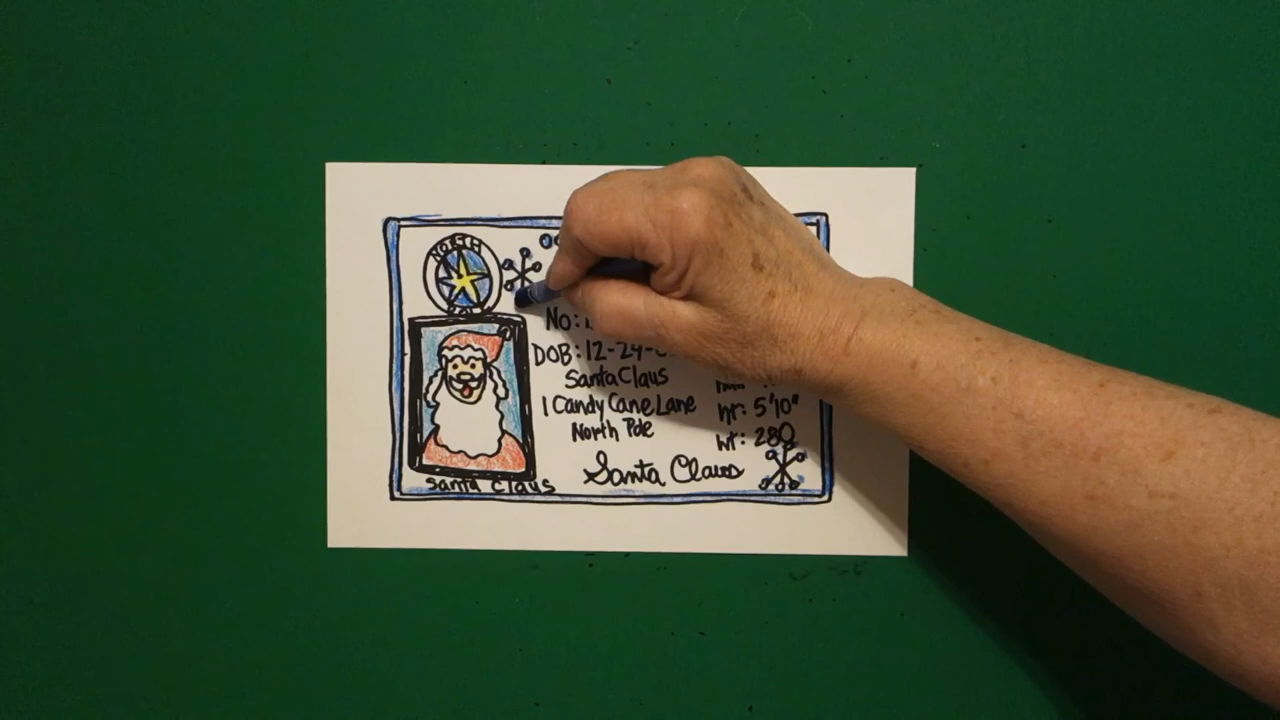 NORTH
No:
DOB: 12-24-
Santa Claus
1 Candy Cane Lane
North Pole
ht: 5'10"
wt: 280
Santa Claus
Santa Claus